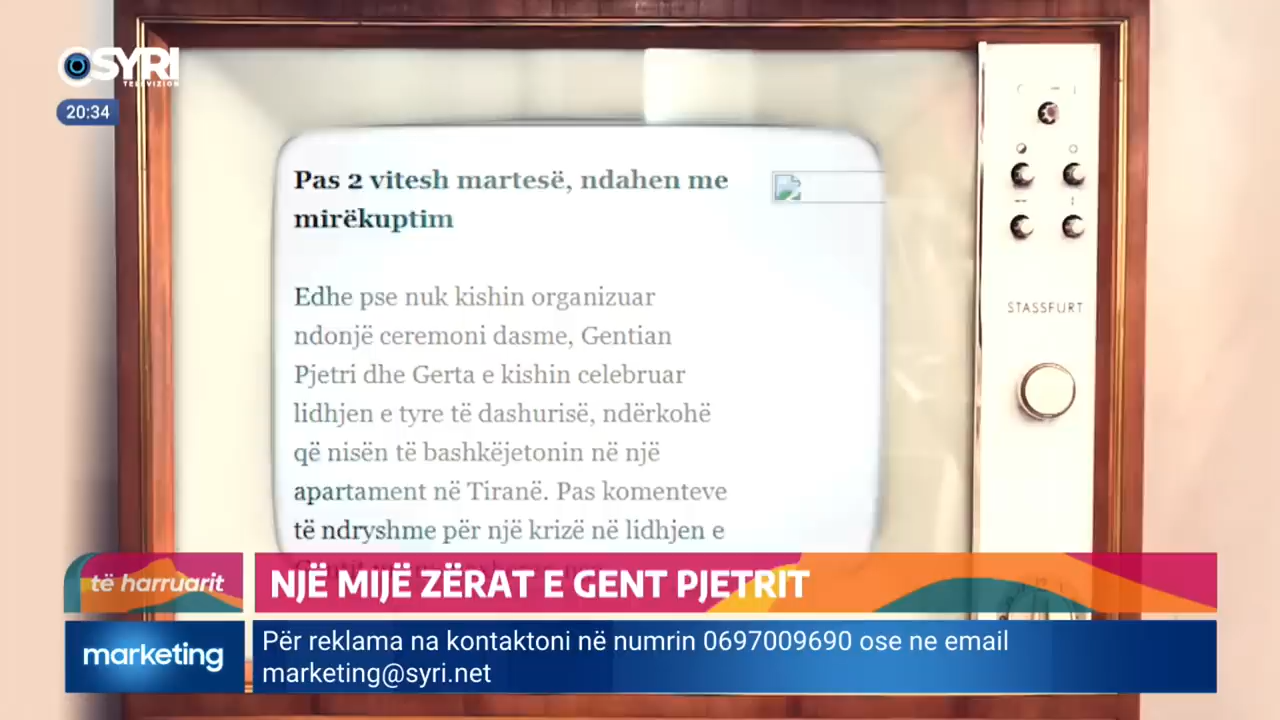 SYRI
TELEVIZION
20:34
Pas 2 vitesh martesë, ndahen me
mirëkuptim
Edhe pse nuk kishin organizuar
ndonjë ceremoni dasme, Gentian
Pjetri dhe Gerta e kishin celebruar
lidhjen e tyre të dashurisë, ndërkohë
që nisën të bashkëjetonin në një
apartament në Tiranë. Pas komenteve
të ndryshme për një krizë në lidhjen e
STASSFURT
të harruarit
NJË MIJË ZËRAT E GENT PJETRIT
marketing
Për reklama na kontaktoni në numrin 0697009690 ose ne email
marketing@syri.net